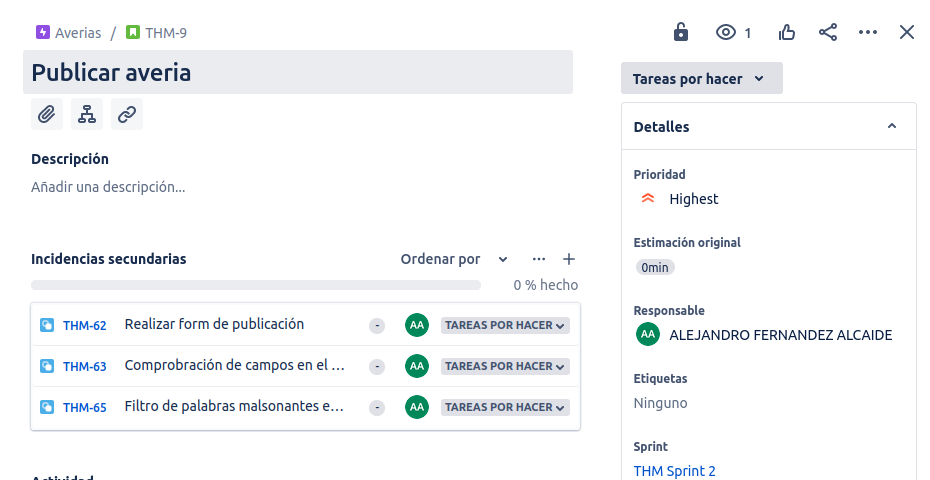 Averias / THM-9
1
Publicar averia
Tareas por hacer
Detalles
Descripción
Añadir una descripción...
Prioridad
Highest
Estimación original
0min
Incidencias secundarias
Ordenar por
0 % hecho
THM-62 Realizar form de publicación - AA TAREAS POR HACER
THM-63 Comprobración de campos en el ... - AA TAREAS POR HACER
THM-65 Filtro de palabras malsonantes e... - AA TAREAS POR HACER
Responsable
AA ALEJANDRO FERNANDEZ ALCAIDE
Etiquetas
Ninguno
Sprint
THM Sprint 2
Actividad